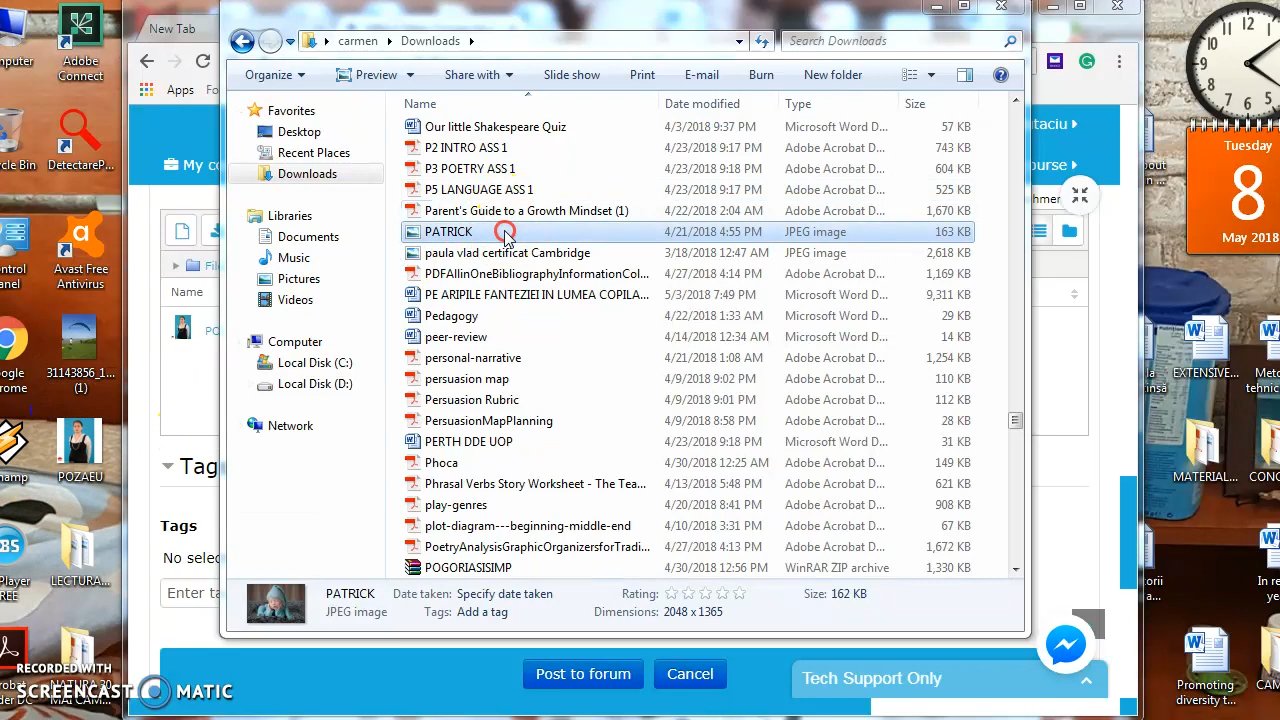 New Tab
carmen
Downloads
Search Downloads
Organize
Preview
Share with
Slide show
Print
E-mail
Burn
New folder
Apps
Name
Date modified
Type
Size
Favorites
Desktop
Recent Places
Downloads
Libraries
Documents
Music
Pictures
Videos
Computer
Local Disk (C:)
Local Disk (D:)
Network
Our little Shakespeare Quiz 4/3/2018 9:37 PM Microsoft Word D... 57 KB
P2 INTRO ASS 1 4/23/2018 9:17 PM Adobe Acrobat D... 743 KB
P3 POETRY ASS 1 4/23/2018 9:18 PM Adobe Acrobat D... 604 KB
P5 LANGUAGE ASS 1 4/23/2018 9:17 PM Adobe Acrobat D... 525 KB
Parent's Guide to a Growth Mindset (1) 4/22/2018 2:04 AM Adobe Acrobat D... 1,670 KB
PATRICK 4/21/2018 4:55 PM JPEG image 163 KB
paula vlad certificat Cambridge 3/18/2018 12:47 AM JPEG image 2,618 KB
PDFAllinOneBibliographyInformationCol... 4/27/2018 4:14 PM Adobe Acrobat D... 1,169 KB
PE ARIPILE FANTEZIEI IN LUMEA COPILA... 5/3/2018 7:49 PM Microsoft Word D... 9,311 KB
Pedagogy 4/22/2018 1:33 AM Microsoft Word D... 29 KB
peer-review 4/14/2018 12:34 AM Microsoft Word D... 14 KB
personal-narrative 4/21/2018 1:08 AM Adobe Acrobat D... 1,254 KB
persuasion map 4/9/2018 9:02 PM Adobe Acrobat D... 110 KB
Persuasion Rubric 4/9/2018 9:01 PM Adobe Acrobat D... 112 KB
PersuasionMapPlanning 4/9/2018 8:58 PM Adobe Acrobat D... 28 KB
PERTH DDE UOP 4/23/2018 9:18 PM Microsoft Word D... 31 KB
Phoca 4/30/2018 12:25 AM Adobe Acrobat D... 149 KB
Phrasal Verbs Story Worksheet - The Tea... 4/13/2018 5:48 PM Adobe Acrobat D... 621 KB
play-genres 4/20/2018 8:41 PM Adobe Acrobat D... 908 KB
plot-diagram---beginning-middle-end 4/10/2018 3:31 PM Adobe Acrobat D... 67 KB
PoetryAnalysisGraphicOrganizersforTradi... 4/27/2018 4:13 PM Adobe Acrobat D... 1,672 KB
POGORIASISIMP 4/30/2018 12:56 PM WinRAR ZIP archive 1,330 KB
PATRICK Date taken: Specify date taken Rating: Size: 162 KB
JPEG image Tags: Add a tag Dimensions: 2048 x 1365
My co
Name
Tag
Tags
No selec
Enter
Post to forum
Cancel
Tech Support Only
Adobe
Connect
DetectareP...
Avast Free
Antivirus
31143856_1...
(1)
POZAEU
LECTURA...
Tuesday
8
May 2018
EXTENSIVE...
MATERIAL...
Promoting
diversity t...
RECORDED WITH
SCREENCAST MATIC